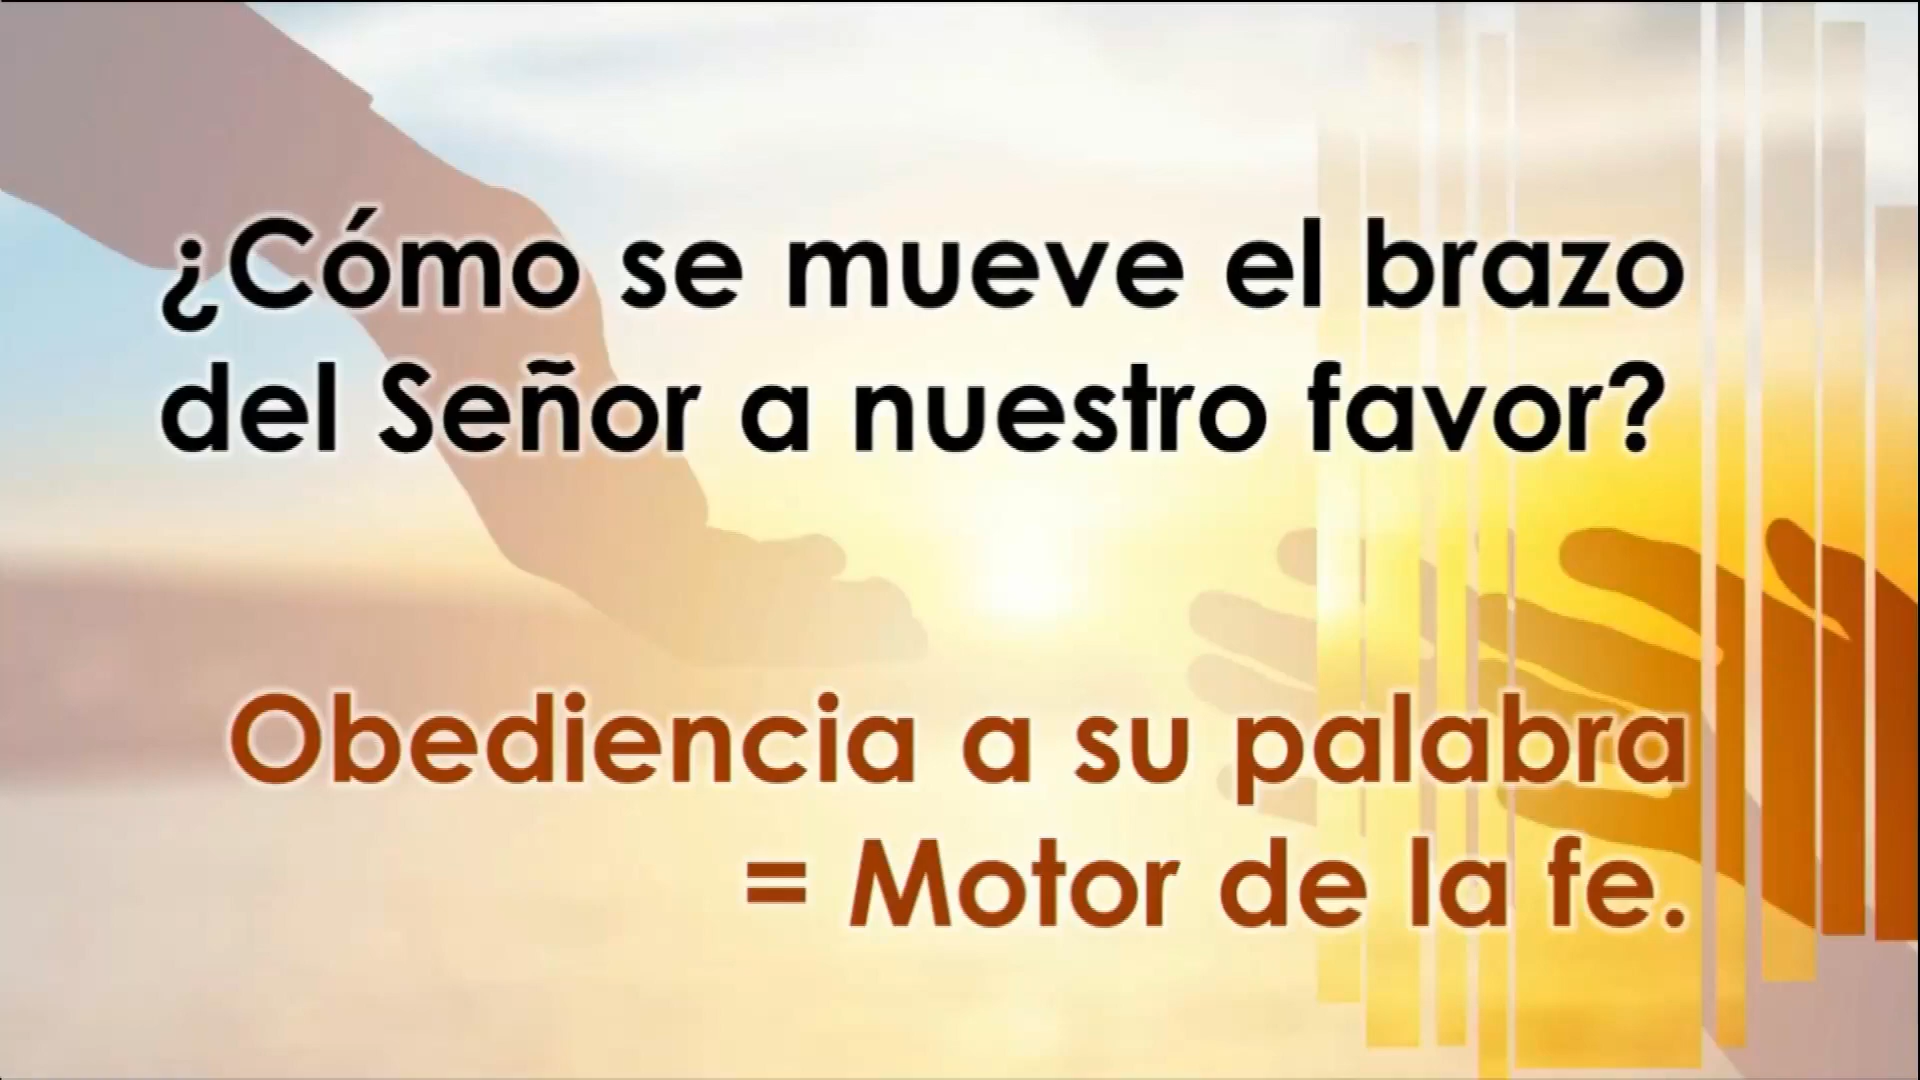 ¿Cómo se mueve el brazo
del Señor a nuestro favor?
Obediencia a su palabra
= Motor de la fe.